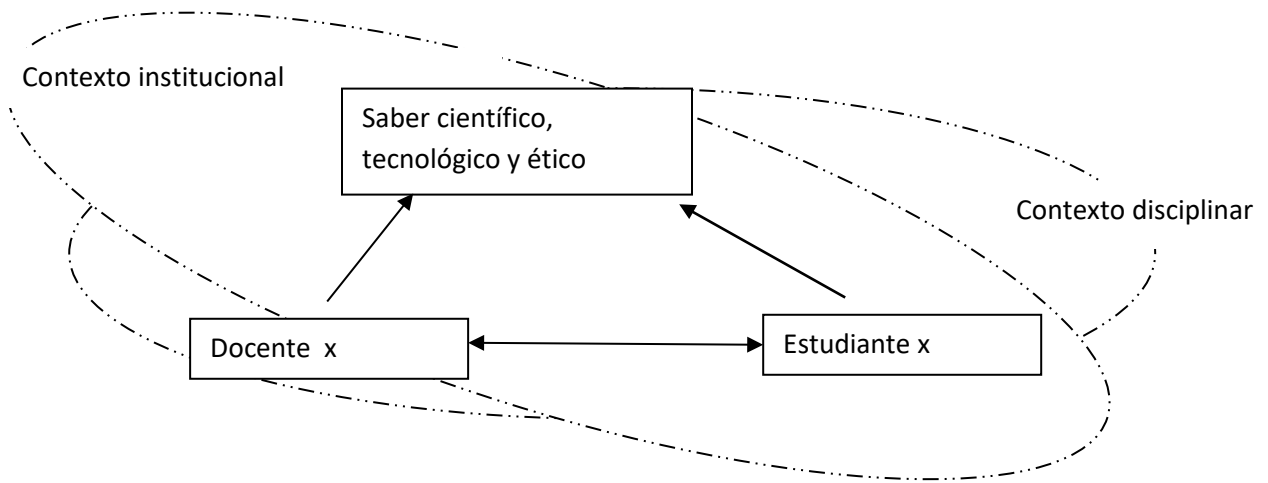 Contexto institucional
Saber científico,
tecnológico y ético
Contexto disciplinar
Docente  x
Estudiante x